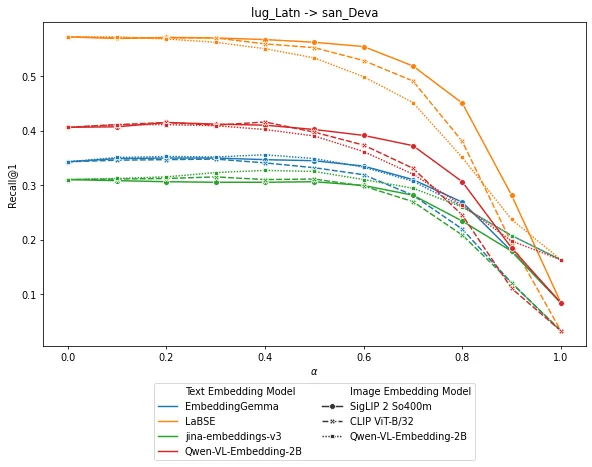 lug_Latn -> san_Deva
Recall@1
0.5
0.4
0.3
0.2
0.1
0.0 0.2 0.4 0.6 0.8 1.0
α
Text Embedding Model
EmbeddingGemma
LaBSE
jina-embeddings-v3
Qwen-VL-Embedding-2B
Image Embedding Model
SigLIP 2 So400m
CLIP ViT-B/32
Qwen-VL-Embedding-2B